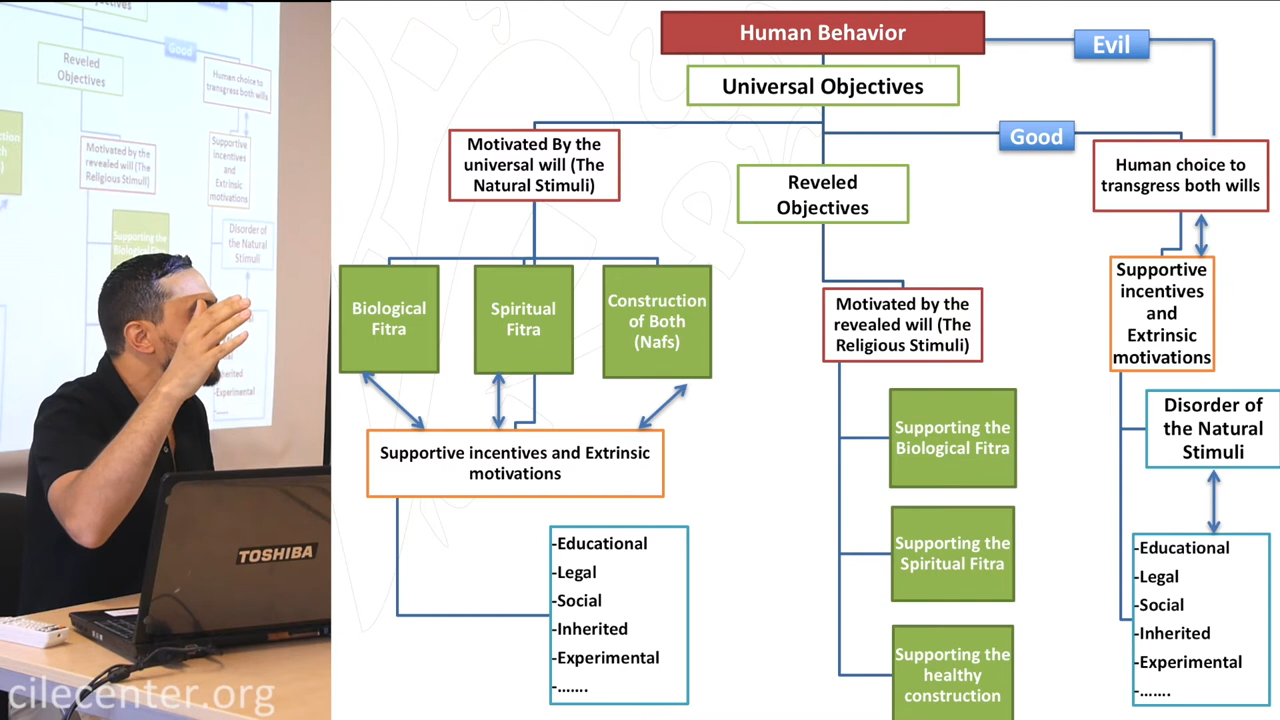 bjectives
Good
Reveled
Objectives
Human choice to
transgress both wills
Motivated by the
revealed will (The
Religious Stimuli)
Supportive
incentives
and
Extrinsic
motivations
Supporting the
Biological Fitra
Disorder of
the Natural
Stimuli
-Experimental
TOSHIBA
cilecenter.org
Human Behavior
Evil
Universal Objectives
Good
Motivated By the
universal will (The
Natural Stimuli)
Reveled
Objectives
Human choice to
transgress both wills
Biological
Fitra
Spiritual
Fitra
Construction
of Both
(Nafs)
Motivated by the
revealed will (The
Religious Stimuli)
Supportive
incentives
and
Extrinsic
motivations
Supportive incentives and Extrinsic
motivations
Supporting the
Biological Fitra
Disorder of
the Natural
Stimuli
Supporting the
Spiritual Fitra
Supporting the
healthy
construction
-Educational
-Legal
-Social
-Inherited
-Experimental
-.......
-Educational
-Legal
-Social
-Inherited
-Experimental
-.......